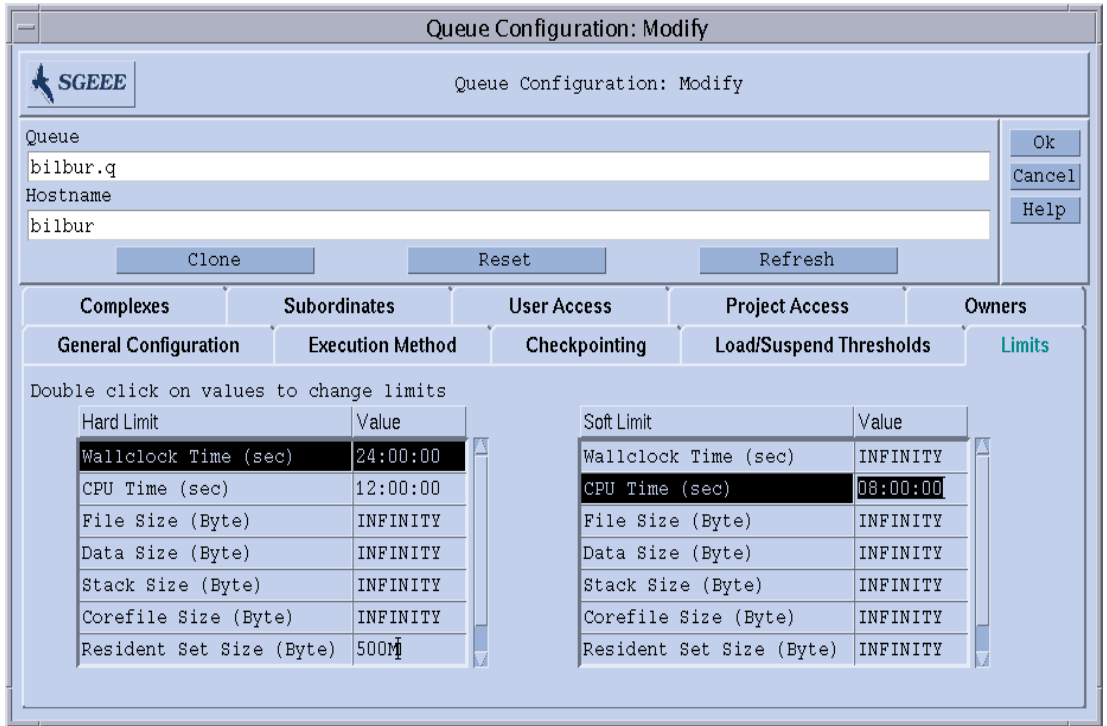 Queue Configuration: Modify
SGEEE
Queue Configuration: Modify
Queue
bilbur.q
Hostname
bilbur
Ok
Cancel
Help
Clone Reset Refresh
Complexes Subordinates User Access Project Access Owners
General Configuration Execution Method Checkpointing Load/Suspend Thresholds Limits
Double click on values to change limits
Hard Limit Value
Wallclock Time (sec) 24:00:00
CPU Time (sec) 12:00:00
File Size (Byte) INFINITY
Data Size (Byte) INFINITY
Stack Size (Byte) INFINITY
Corefile Size (Byte) INFINITY
Resident Set Size (Byte) 500M
Soft Limit Value
Wallclock Time (sec) INFINITY
CPU Time (sec) 08:00:00
File Size (Byte) INFINITY
Data Size (Byte) INFINITY
Stack Size (Byte) INFINITY
Corefile Size (Byte) INFINITY
Resident Set Size (Byte) INFINITY